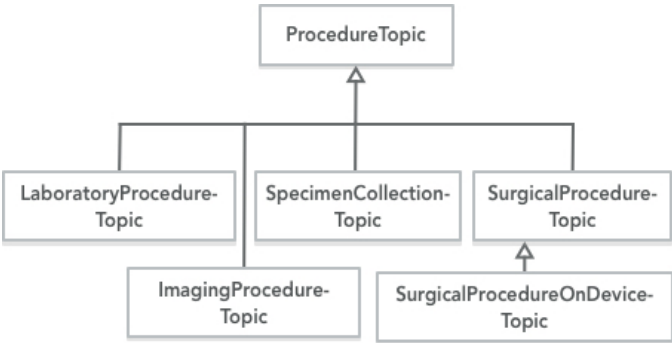 ProcedureTopic
LaboratoryProcedure-
Topic
SpecimenCollection-
Topic
SurgicalProcedure-
Topic
ImagingProcedure-
Topic
SurgicalProcedureOnDevice-
Topic